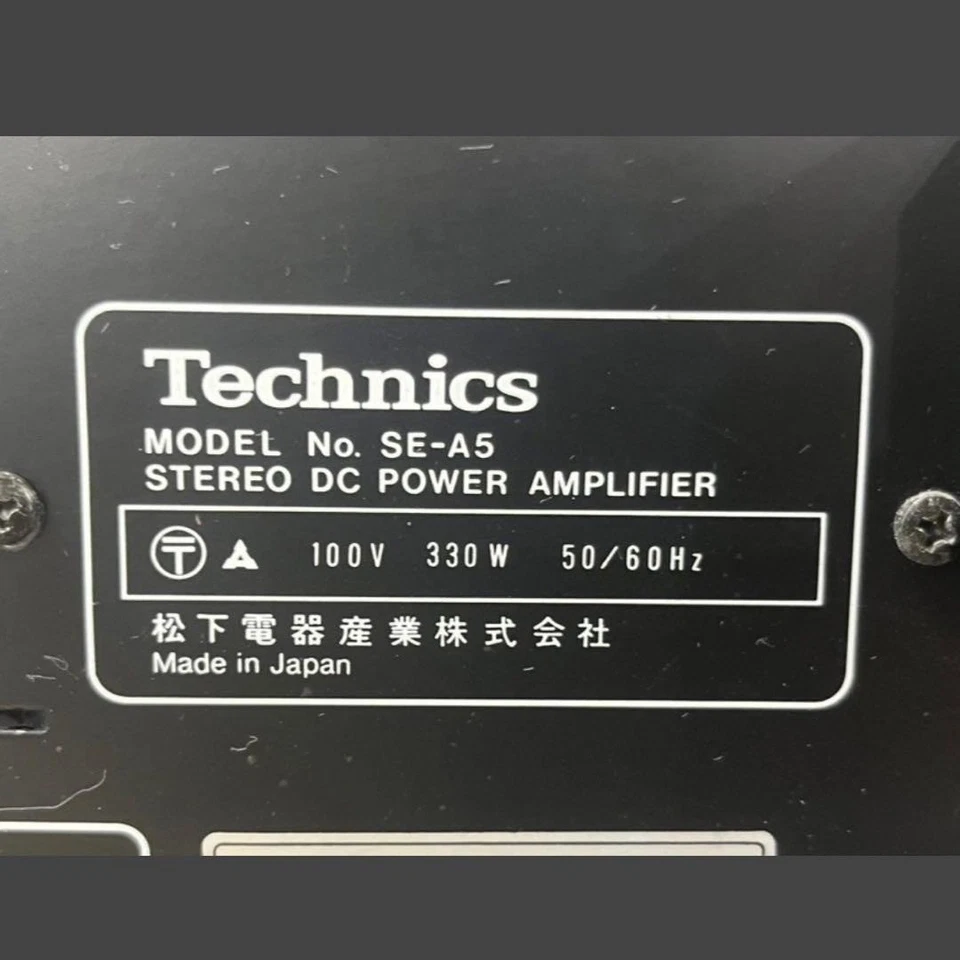 Technics
MODEL No. SE-A5
STEREO DC POWER AMPLIFIER
100V 330W 50/60Hz
松下電器産業株式会社
Made in Japan